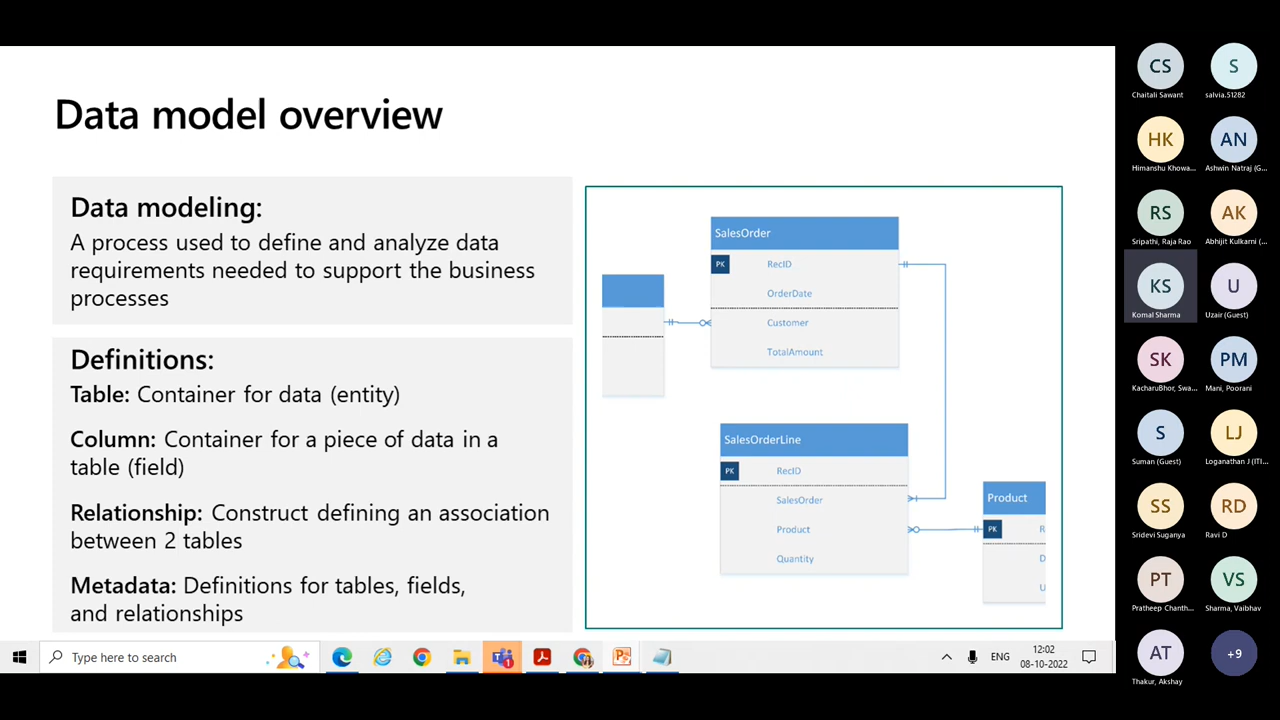 Data model overview
Data modeling:
A process used to define and analyze data
requirements needed to support the business
processes
Definitions:
Table: Container for data (entity)
Column: Container for a piece of data in a
table (field)
Relationship: Construct defining an association
between 2 tables
Metadata: Definitions for tables, fields,
and relationships
SalesOrder
PK RecID
OrderDate
Customer
TotalAmount
SalesOrderLine
PK RecID
SalesOrder
Product
Quantity
Product
PK R
D
U
CS
Chaitali Sawant
S
salvia.51282
HK
Himanshu Khowa...
AN
Ashwin Natraj (G...
RS
Sripathi, Raja Rao
AK
Abhijit Kulkarni (...
KS
Komal Sharma
U
Uzair (Guest)
SK
KacharuBhor, Swa...
PM
Mani, Poorani
S
Suman (Guest)
LJ
Loganathan J (ITI...
SS
Sridevi Suganya
RD
Ravi D
PT
Pratheep Chanth...
VS
Sharma, Vaibhav
AT
Thakur, Akshay
+9
Type here to search
ENG
12:02
08-10-2022